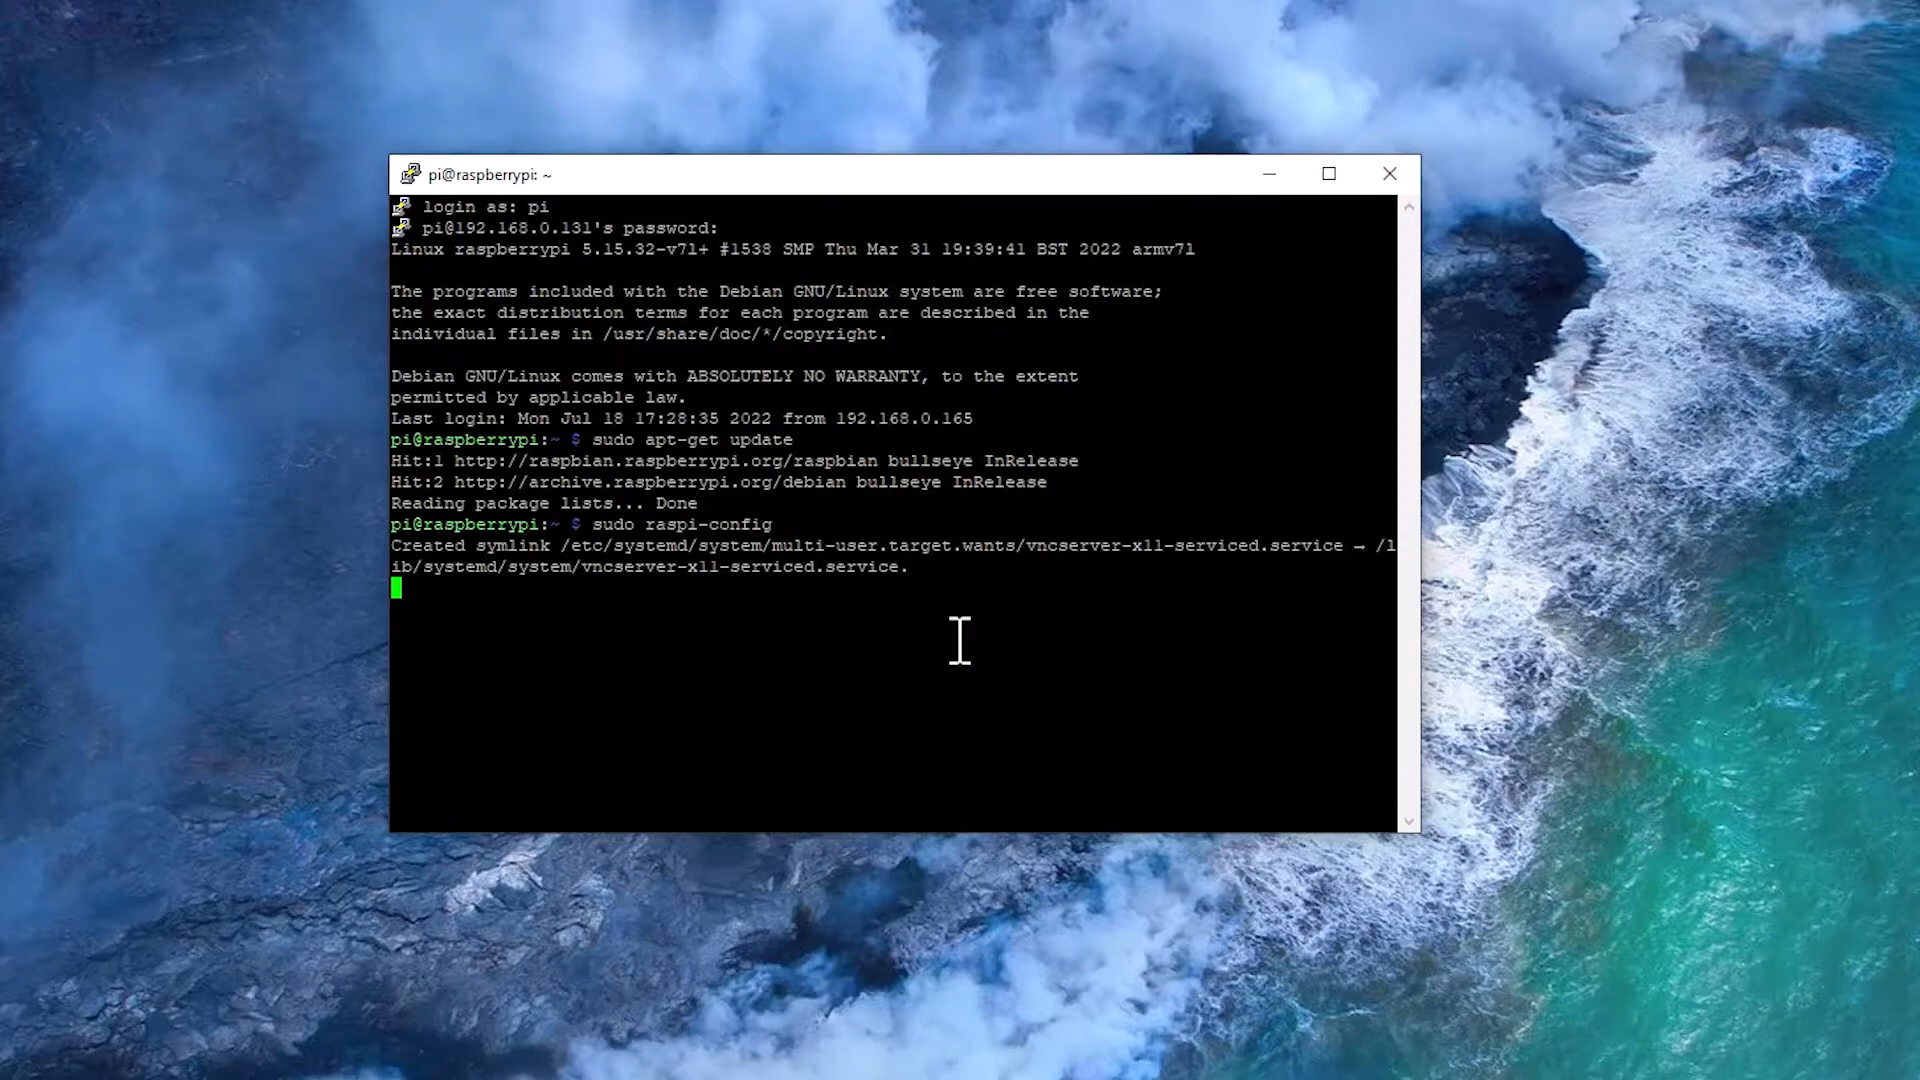 pi@raspberrypi: ~
login as: pi
pi@192.168.0.131's password:
Linux raspberrypi 5.15.32-v7l+ #1538 SMP Thu Mar 31 19:39:41 BST 2022 armv7l
The programs included with the Debian GNU/Linux system are free software;
the exact distribution terms for each program are described in the
individual files in /usr/share/doc/*/copyright.
Debian GNU/Linux comes with ABSOLUTELY NO WARRANTY, to the extent
permitted by applicable law.
Last login: Mon Jul 18 17:28:35 2022 from 192.168.0.165
pi@raspberrypi:~ $ sudo apt-get update
Hit:1 http://raspbian.raspberrypi.org/raspbian bullseye InRelease
Hit:2 http://archive.raspberrypi.org/debian bullseye InRelease
Reading package lists... Done
pi@raspberrypi:~ $ sudo raspi-config
Created symlink /etc/systemd/system/multi-user.target.wants/vncserver-x11-serviced.service → /l
ib/systemd/system/vncserver-x11-serviced.service.